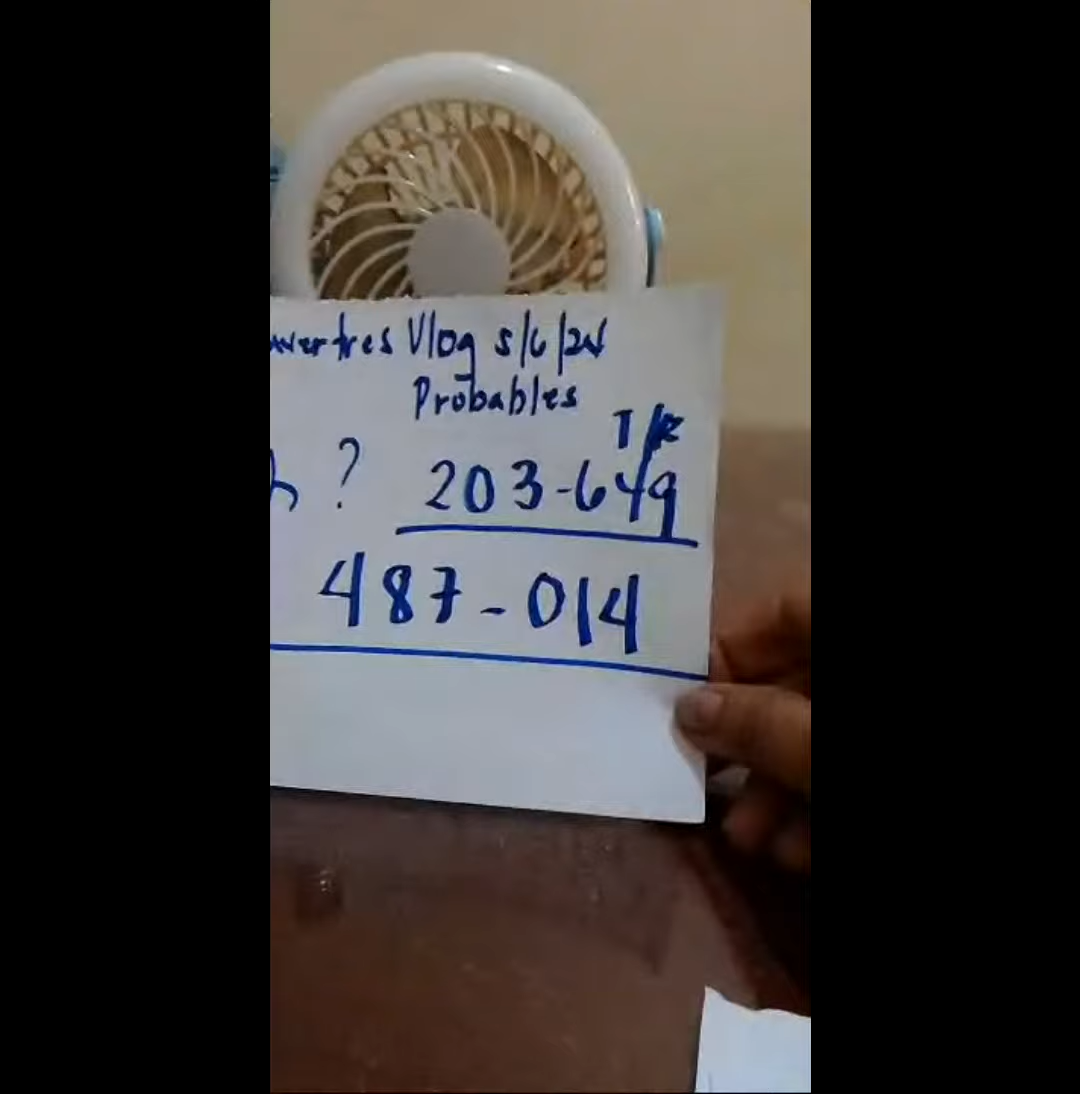 wertres Vlog 5/6/24
Probables
T/R
? 203-649
487-014